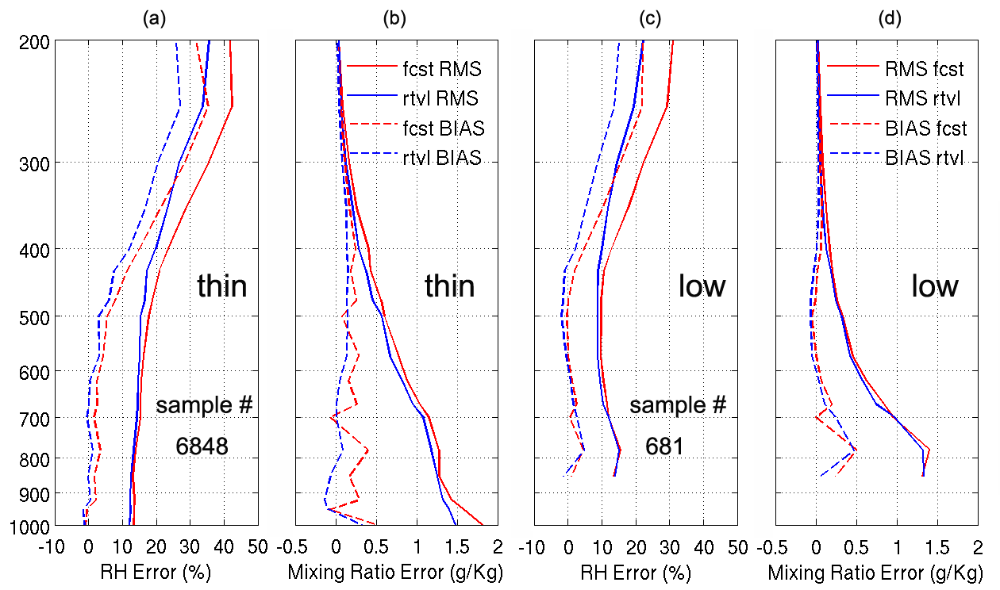 (a) (b) (c) (d)
200
300
400
500
600
700
800
900
1000
fcst RMS
rtvl RMS
fcst BIAS
rtvl BIAS
RMS fcst
RMS rtvl
BIAS fcst
BIAS rtvl
thin thin low low
sample # sample #
6848 681
-10 0 10 20 30 40 50 -0.5 0 0.5 1 1.5 2 -10 0 10 20 30 40 50 -0.5 0 0.5 1 1.5 2
RH Error (%) Mixing Ratio Error (g/Kg) RH Error (%) Mixing Ratio Error (g/Kg)